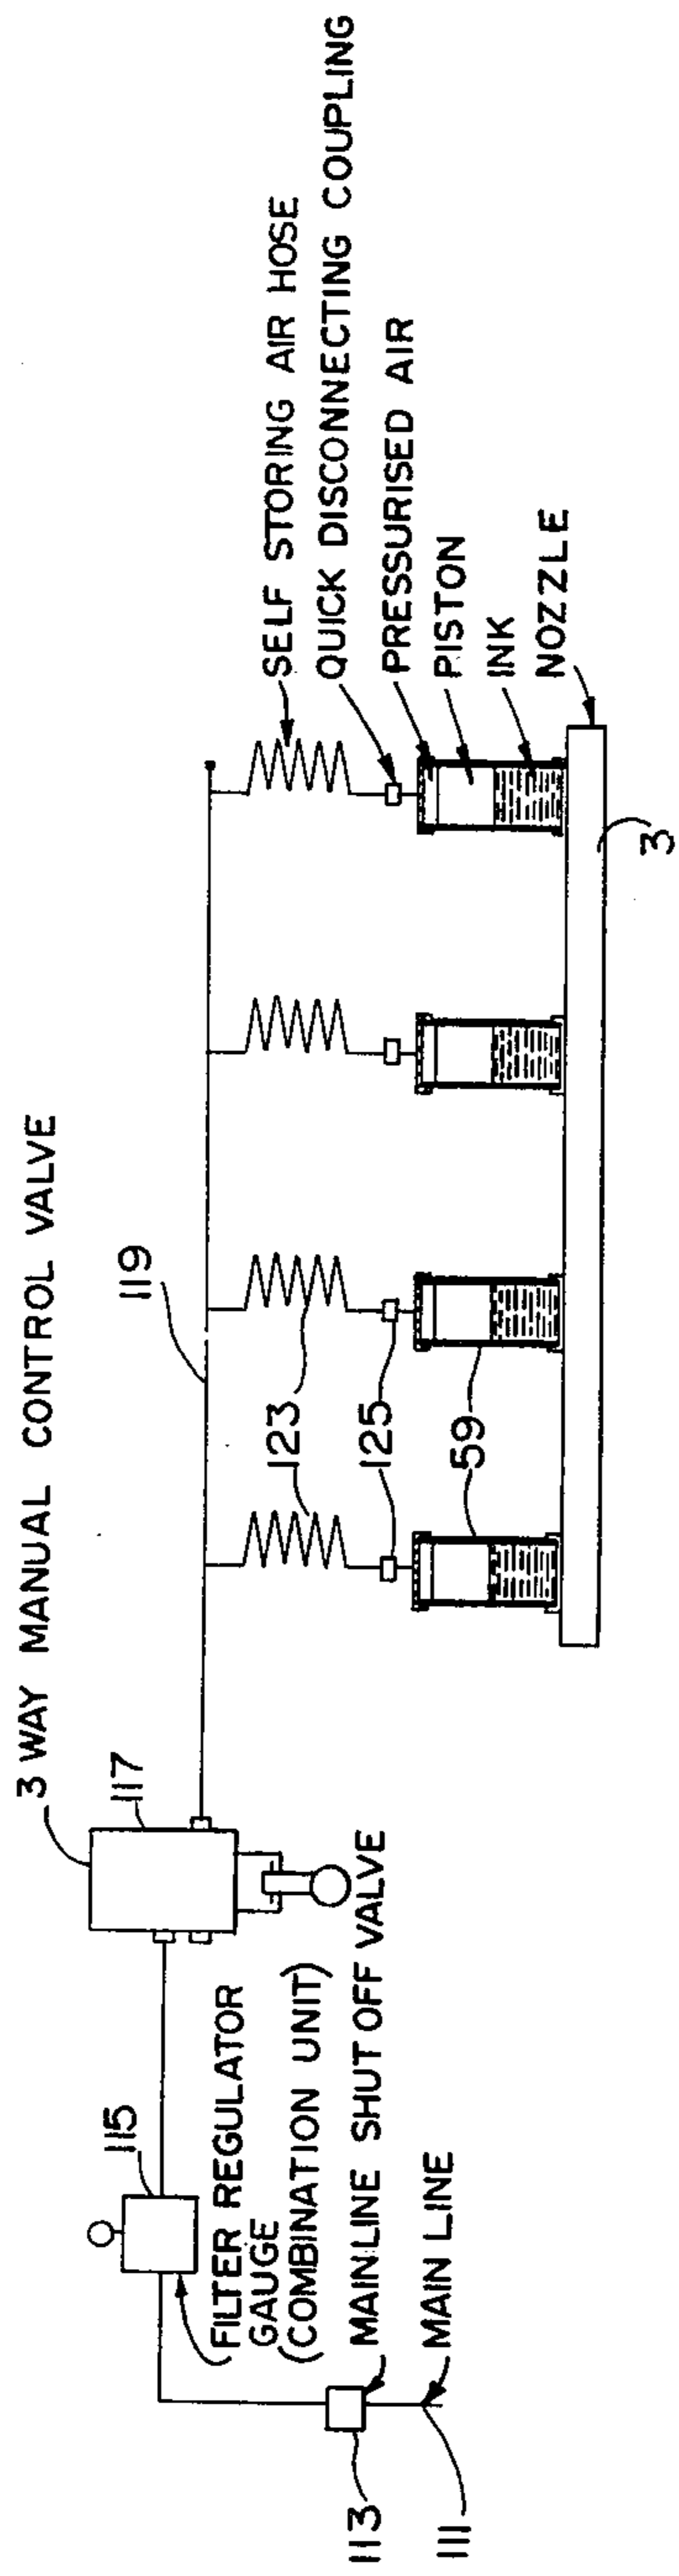 3 WAY MANUAL CONTROL VALVE
117
119
115
FILTER REGULATOR
GAUGE
(COMBINATION UNIT)
MAINLINE SHUT OFF VALVE
MAIN LINE
113
111
123
125
59
SELF STORING AIR HOSE
QUICK DISCONNECTING COUPLING
PRESSURISED AIR
PISTON
INK
NOZZLE
3